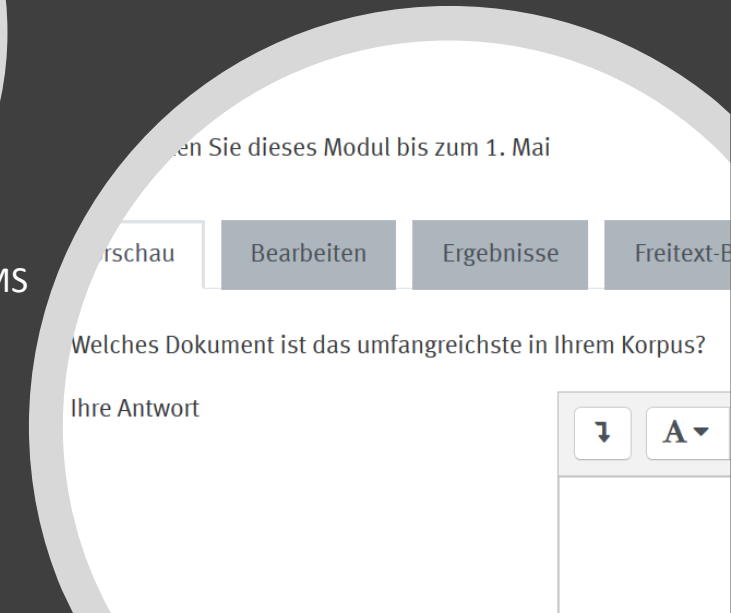 en Sie dieses Modul bis zum 1. Mai
rschau Bearbeiten Ergebnisse Freitext-B
MS
Welches Dokument ist das umfangreichste in Ihrem Korpus?
Ihre Antwort
A